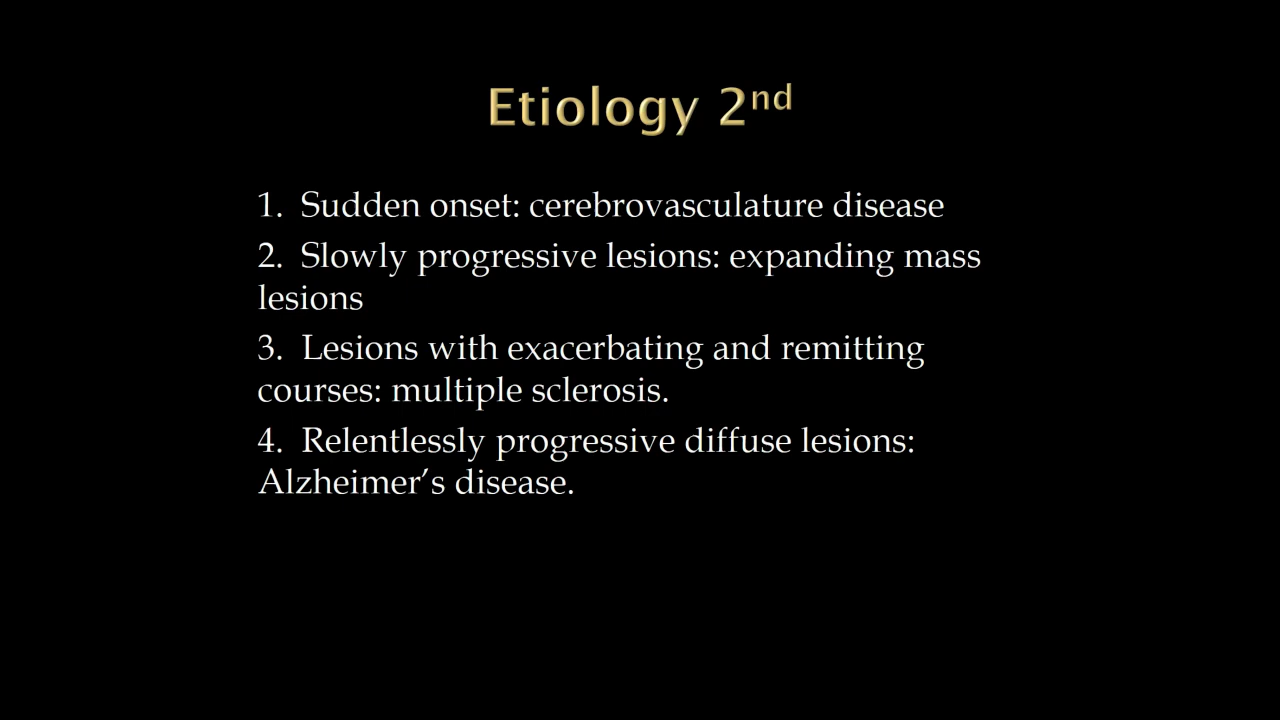 Etiology 2nd
1. Sudden onset: cerebrovasculature disease
2. Slowly progressive lesions: expanding mass
lesions
3. Lesions with exacerbating and remitting
courses: multiple sclerosis.
4. Relentlessly progressive diffuse lesions:
Alzheimer’s disease.